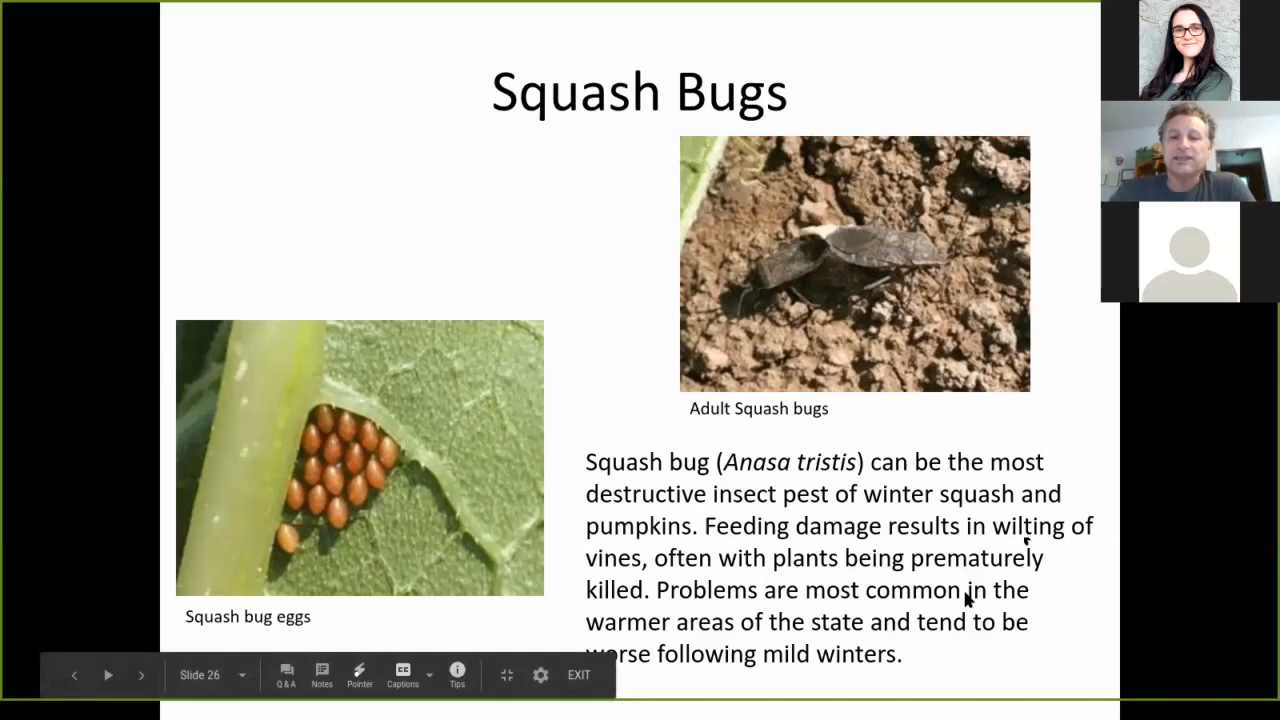 Squash Bugs
Adult Squash bugs
Squash bug (Anasa tristis) can be the most
destructive insect pest of winter squash and
pumpkins. Feeding damage results in wilting of
vines, often with plants being prematurely
killed. Problems are most common in the
warmer areas of the state and tend to be
worse following mild winters.
Squash bug eggs
Slide 26
Q & A
Notes
Pointer
Captions
Tips
EXIT
CC